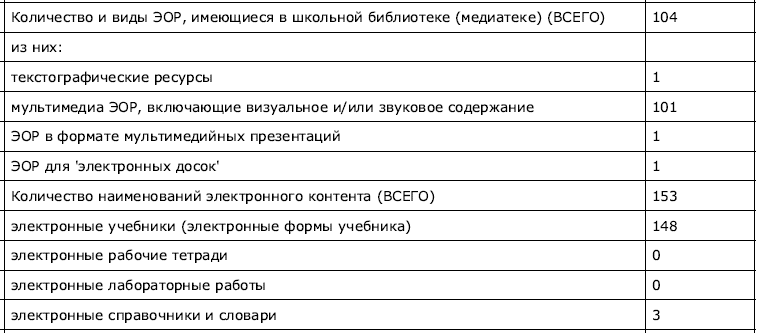 Количество и виды ЭОР, имеющиеся в школьной библиотеке (медиатеке) (ВСЕГО) 104
из них:
текстографические ресурсы 1
мультимедиа ЭОР, включающие визуальное и/или звуковое содержание 101
ЭОР в формате мультимедийных презентаций 1
ЭОР для 'электронных досок' 1
Количество наименований электронного контента (ВСЕГО) 153
электронные учебники (электронные формы учебника) 148
электронные рабочие тетради 0
электронные лабораторные работы 0
электронные справочники и словари 3